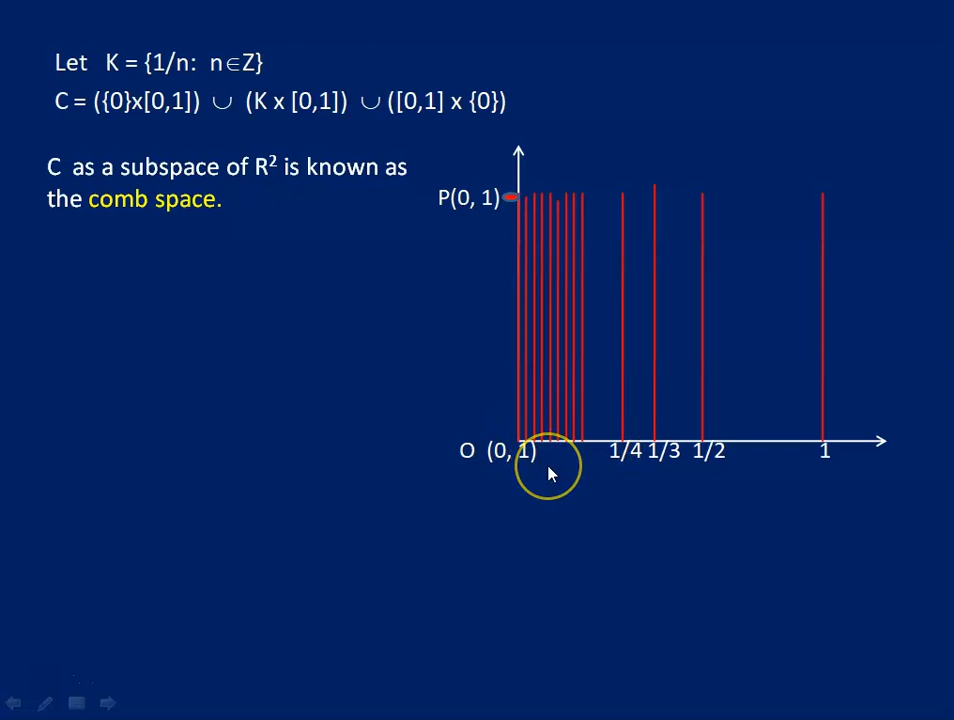 Let K = {1/n: n∈Z}
C = ({0}x[0,1]) ∪ (K x [0,1]) ∪ ([0,1] x {0})
C as a subspace of R² is known as
the comb space.
P(0, 1)
O (0, 1) 1/4 1/3 1/2 1